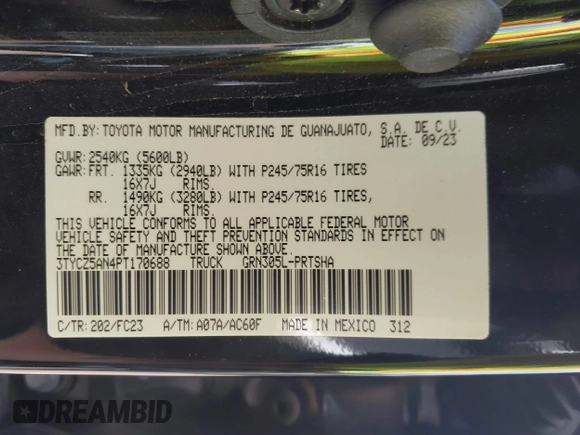 MFD.BY: TOYOTA MOTOR MANUFACTURING DE GUANAJUATO, S.A. DE C.V.
DATE: 09/23
GVWR: 2540KG (5600LB)
GAWR: FRT. 1335KG (2940LB) WITH P245/75R16 TIRES
16X7J RIMS.
RR. 1490KG (3280LB) WITH P245/75R16 TIRES,
16X7J RIMS.
THIS VEHICLE CONFORMS TO ALL APPLICABLE FEDERAL MOTOR
VEHICLE SAFETY AND THEFT PREVENTION STANDARDS IN EFFECT ON
THE DATE OF MANUFACTURE SHOWN ABOVE.
3TYCZ5AN4PT170688 TRUCK GRN305L-PRTSHA
C/TR: 202/FC23 A/TM: A07A/AC60F MADE IN MEXICO 312
DREAMBID